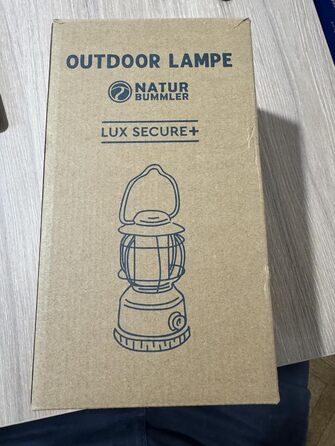 OUTDOOR LAMPE
NATUR
BUMMLER
LUX SECURE+